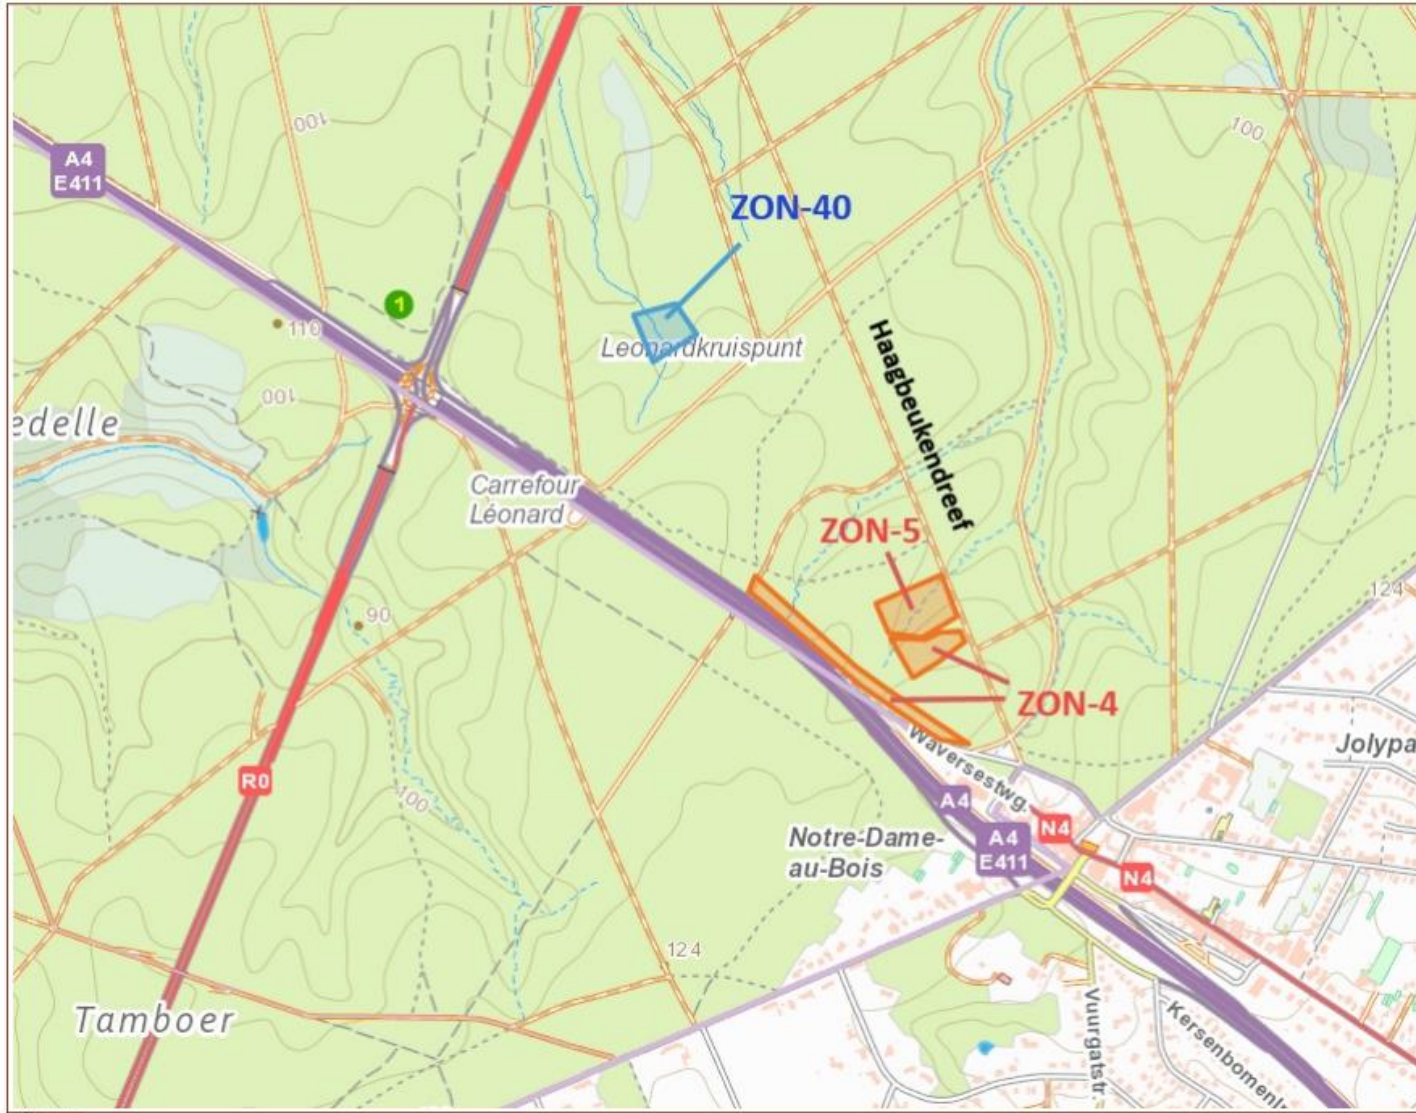 100
100
A4
E411
ZON-40
1
110
Leonardkruispunt
Haagbeukendreef
100
edelle
Carrefour
Léonard
ZON-5
124
90
ZON-4
Waversestwg.
Jolypa
R0
100
A4
N4
Notre-Dame-
au-Bois
A4
E411
N4
124
Tamboer
Vuurgatstr.
Kersenbomenl